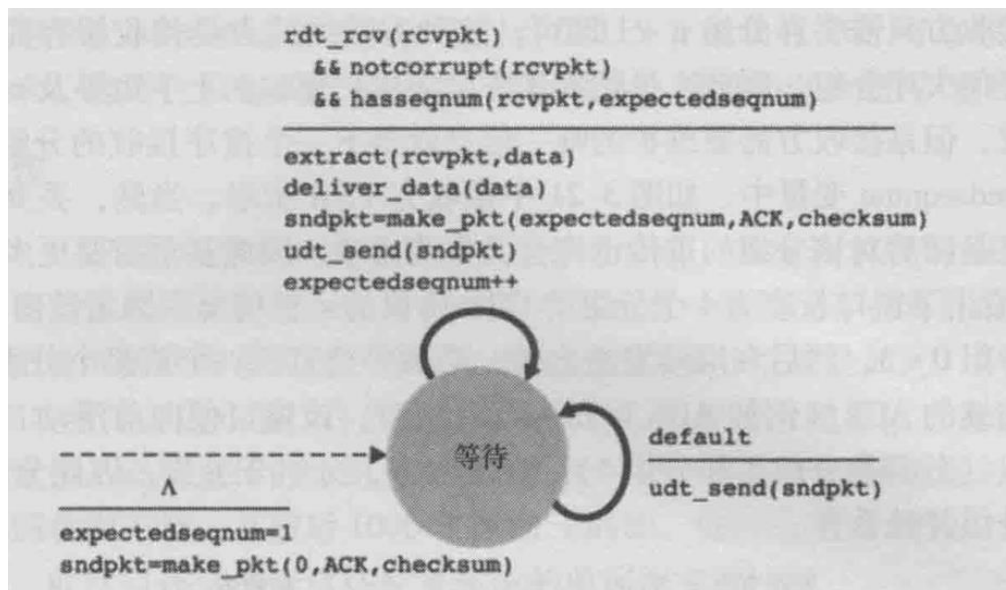 rdt_rcv(rcvpkt)
&& notcorrupt(rcvpkt)
&& hasseqnum(rcvpkt,expectedseqnum)
extract(rcvpkt,data)
deliver_data(data)
sndpkt=make_pkt(expectedseqnum,ACK,checksum)
udt_send(sndpkt)
expectedseqnum++
等待
default
udt_send(sndpkt)
Λ
expectedseqnum=1
sndpkt=make_pkt(0,ACK,checksum)